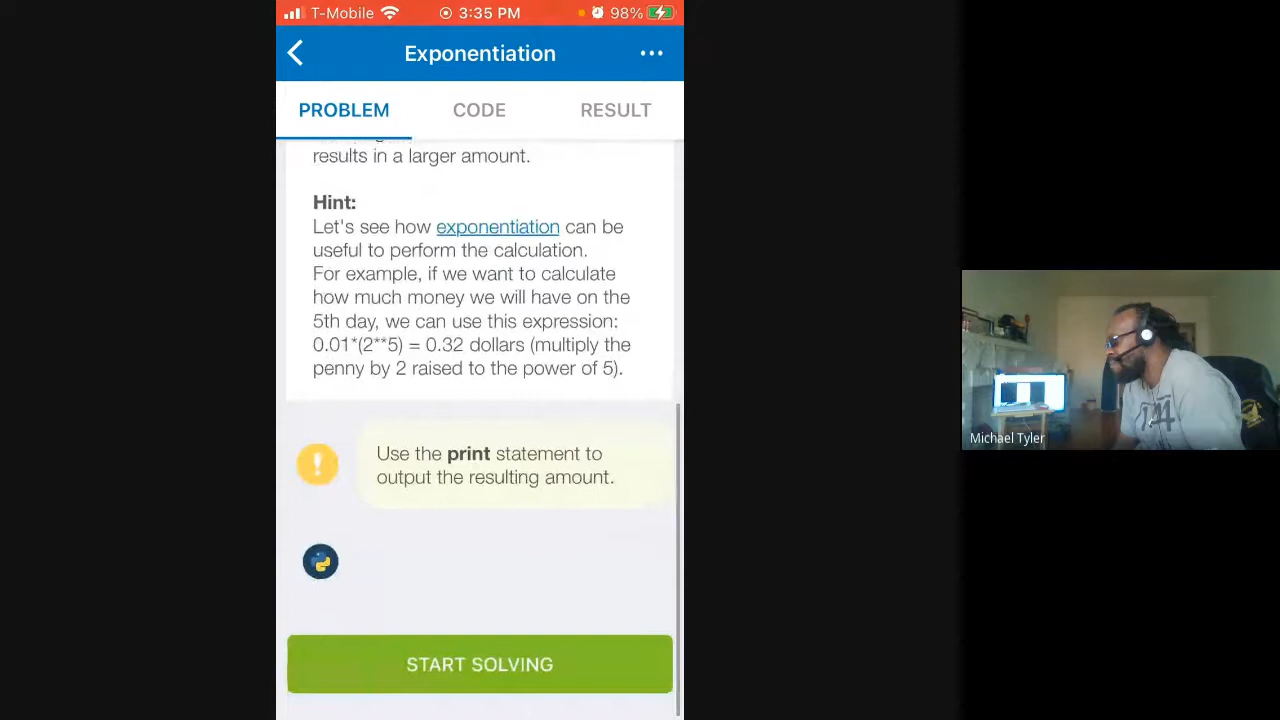 T-Mobile 3:35 PM 98%
Exponentiation
PROBLEM CODE RESULT
results in a larger amount.
Hint:
Let's see how exponentiation can be
useful to perform the calculation.
For example, if we want to calculate
how much money we will have on the
5th day, we can use this expression:
0.01*(2**5) = 0.32 dollars (multiply the
penny by 2 raised to the power of 5).
Use the print statement to
output the resulting amount.
START SOLVING
Michael Tyler